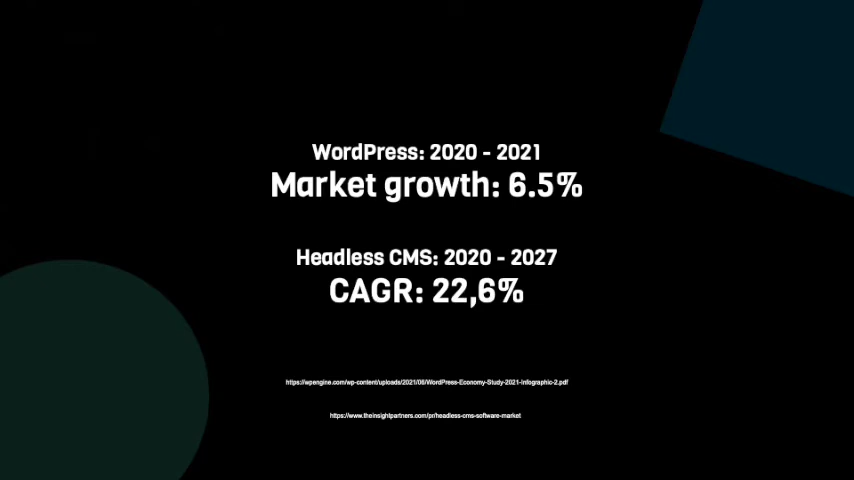 WordPress: 2020 - 2021
Market growth: 6.5%
Headless CMS: 2020 - 2027
CAGR: 22,6%
https://wpengine.com/wp-content/uploads/2021/06/WordPress-Economy-Study-2021-Infographic-2.pdf
https://www.theinsightpartners.com/pr/headless-cms-software-market